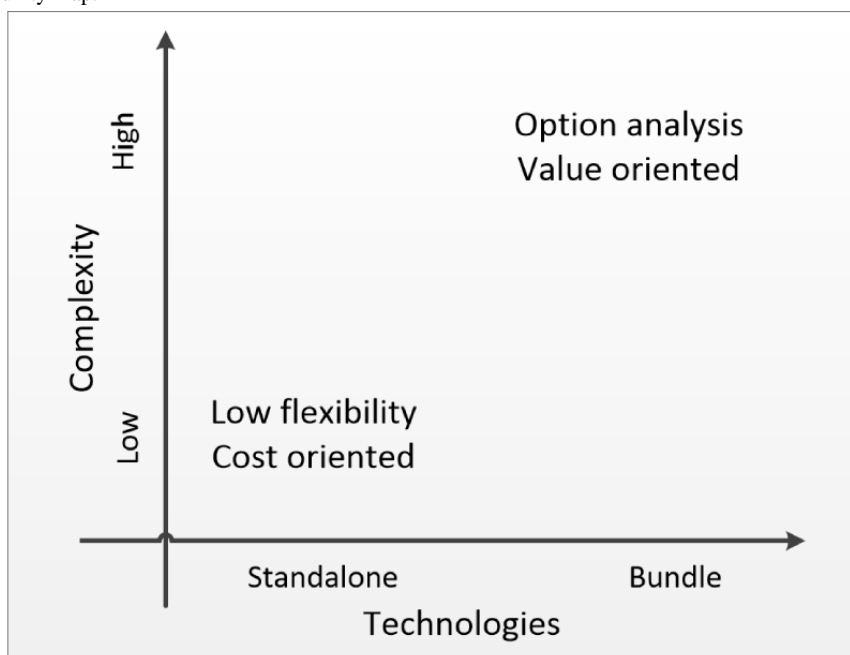 High
Option analysis
Value oriented
Complexity
Low
Low flexibility
Cost oriented
Standalone
Bundle
Technologies